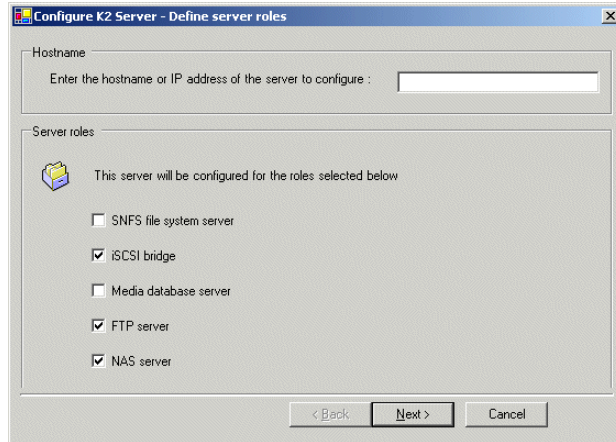 Configure K2 Server - Define server roles
Hostname
Enter the hostname or IP address of the server to configure :
Server roles
This server will be configured for the roles selected below
SNFS file system server
iSCSI bridge
Media database server
FTP server
NAS server
< Back
Next >
Cancel